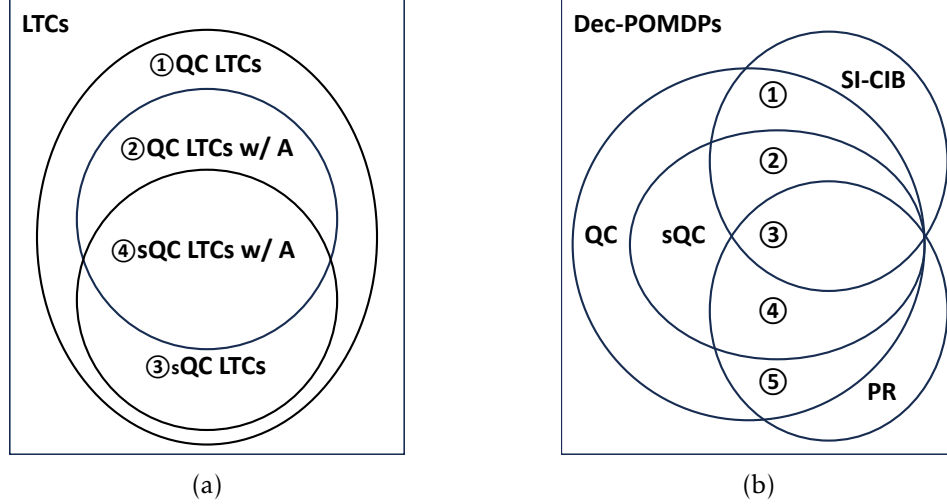 LTCs
①QC LTCs
②QC LTCs w/ A
④sQC LTCs w/ A
③sQC LTCs
(a)
Dec-POMDPs
SI-CIB
①
②
QC
sQC
③
④
⑤
PR
(b)